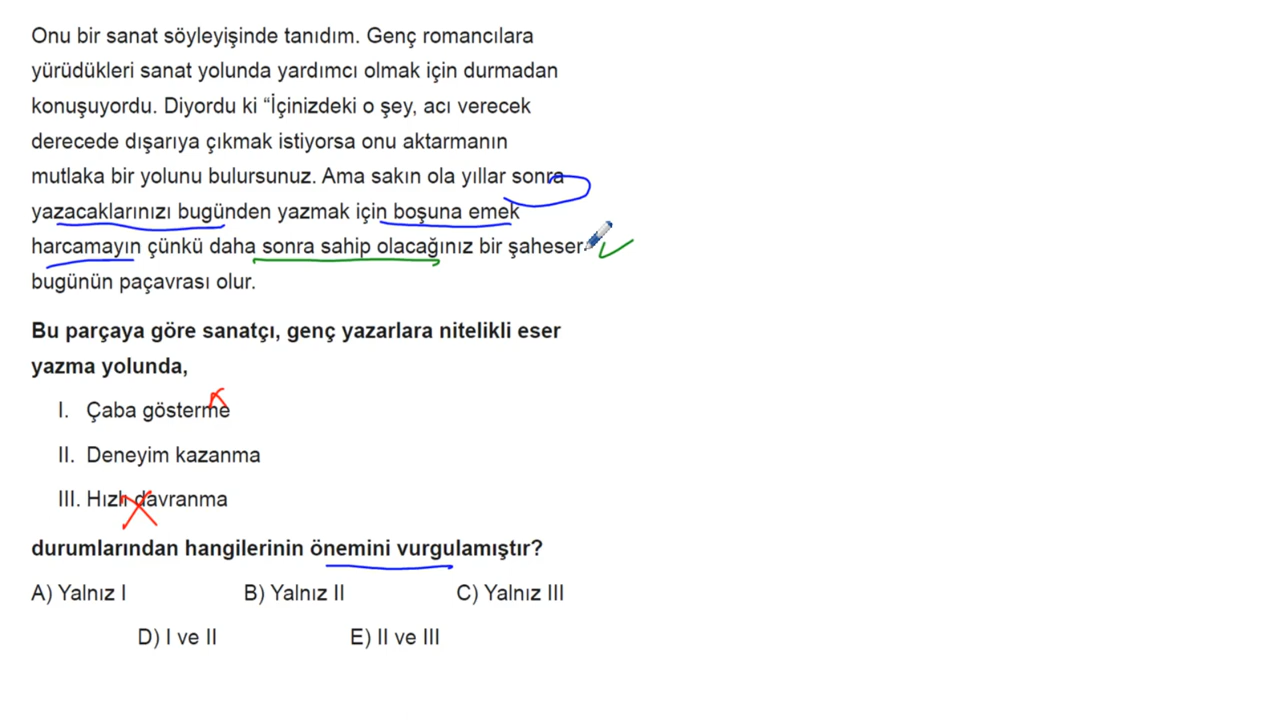 Onu bir sanat söyleyişinde tanıdım. Genç romancılara
yürüdükleri sanat yolunda yardımcı olmak için durmadan
konuşuyordu. Diyordu ki “İçinizdeki o şey, acı verecek
derecede dışarıya çıkmak istiyorsa onu aktarmanın
mutlaka bir yolunu bulursunuz. Ama sakın ola yıllar sonra
yazacaklarınızı bugünden yazmak için boşuna emek
harcamayın çünkü daha sonra sahip olacağınız bir şaheser
bugünün paçavrası olur.
Bu parçaya göre sanatçı, genç yazarlara nitelikli eser
yazma yolunda,
I. Çaba gösterme
II. Deneyim kazanma
III. Hızlı davranma
durumlarından hangilerinin önemini vurgulamıştır?
A) Yalnız I B) Yalnız II C) Yalnız III
D) I ve II E) II ve III